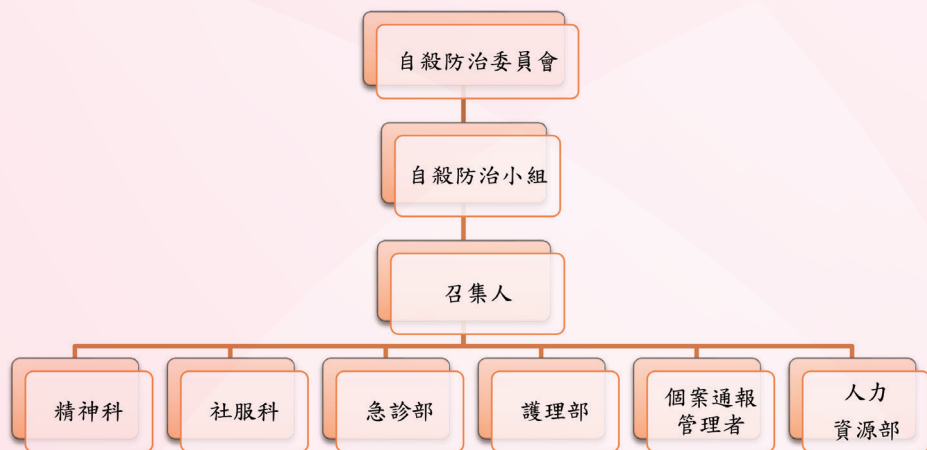 自殺防治委員會
自殺防治小組
召集人
精神科
社服科
急診部
護理部
個案通報
管理者
人力
資源部